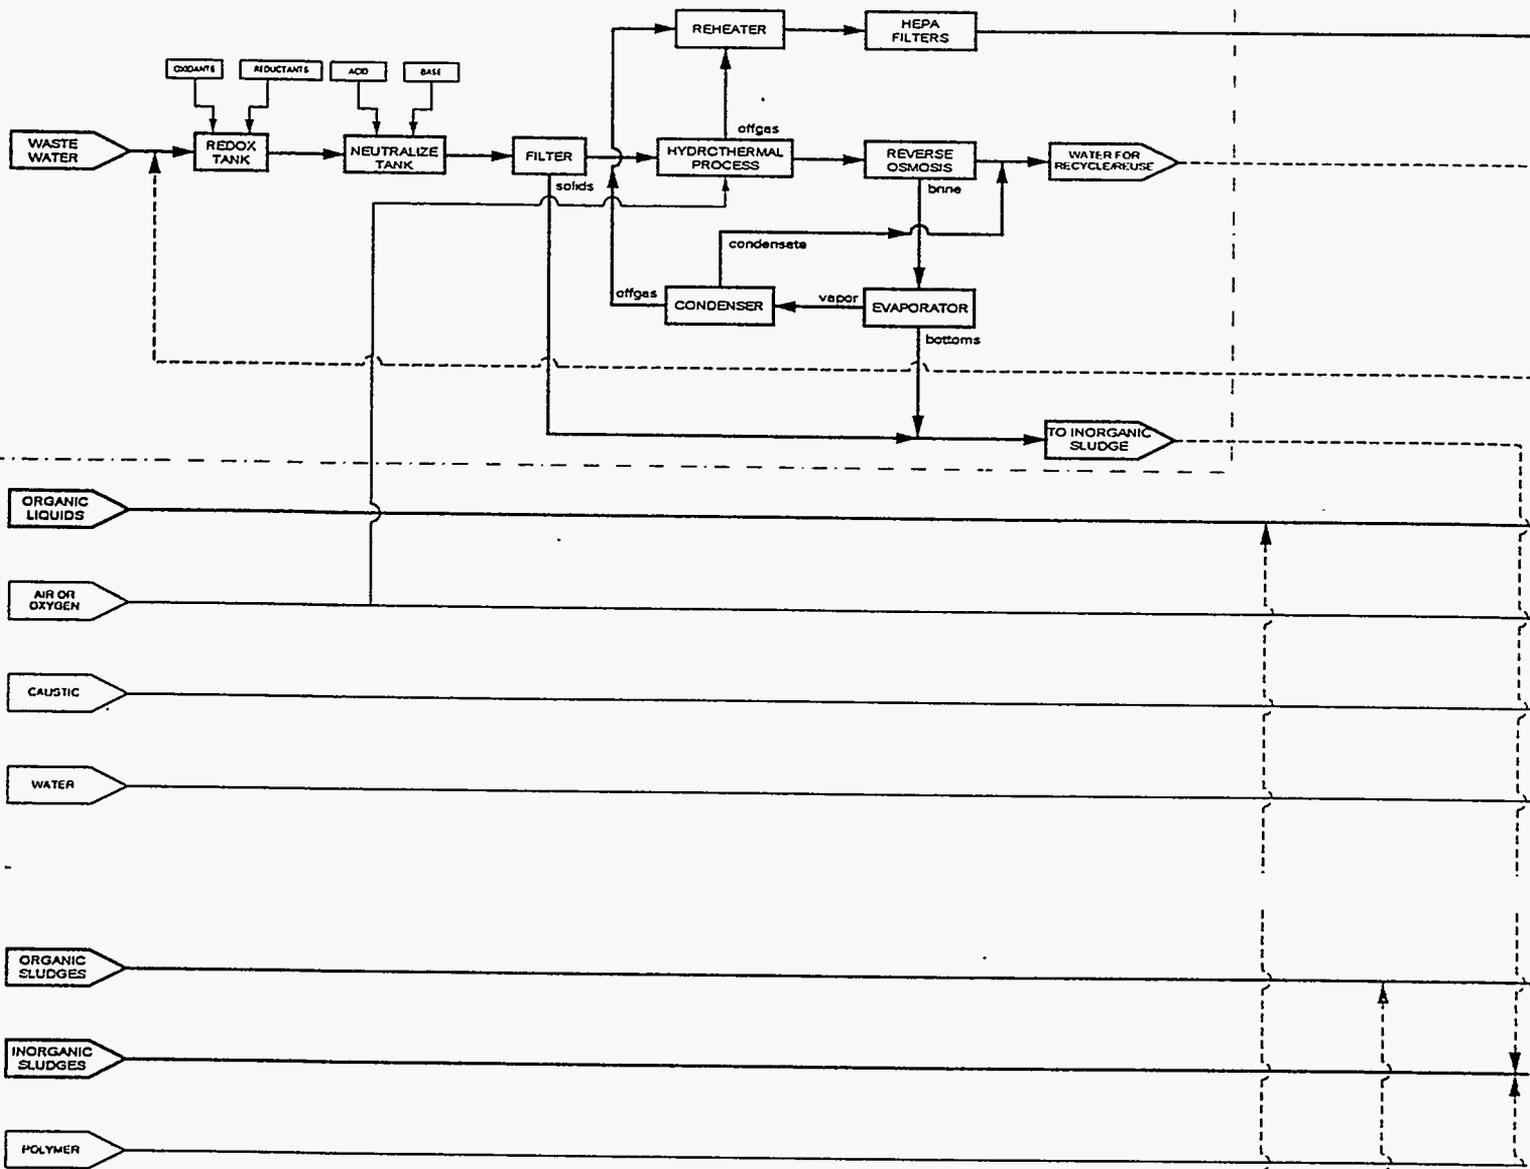 REHEATER
HEPA
FILTERS
OXIDANTS
REDUCTANTS
ACID
BASE
WASTE
WATER
REDOX
TANK
NEUTRALIZE
TANK
FILTER
solids
offgas
HYDROTHERMAL
PROCESS
REVERSE
OSMOSIS
brine
WATER FOR
RECYCLE/REUSE
condensate
offgas
CONDENSER
vapor
EVAPORATOR
bottoms
TO INORGANIC
SLUDGE
ORGANIC
LIQUIDS
AIR OR
OXYGEN
CAUSTIC
WATER
ORGANIC
SLUDGES
INORGANIC
SLUDGES
POLYMER